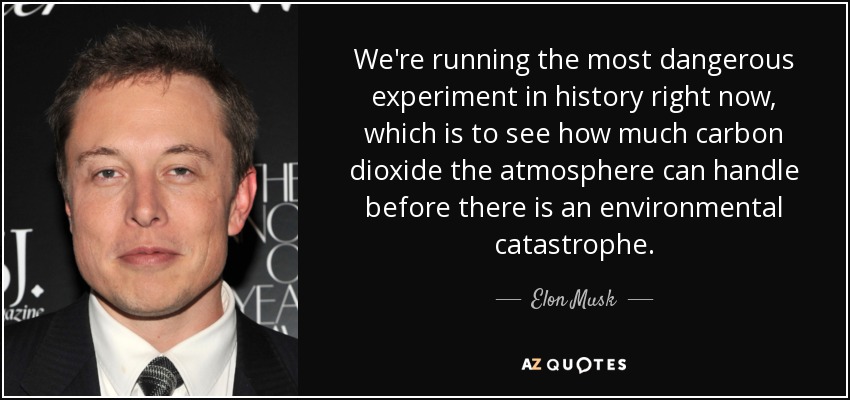 We're running the most dangerous
experiment in history right now,
which is to see how much carbon
dioxide the atmosphere can handle
before there is an environmental
catastrophe.
Elon Musk
AZ QUOTES
J.
azine
THE
NO
O
YEA